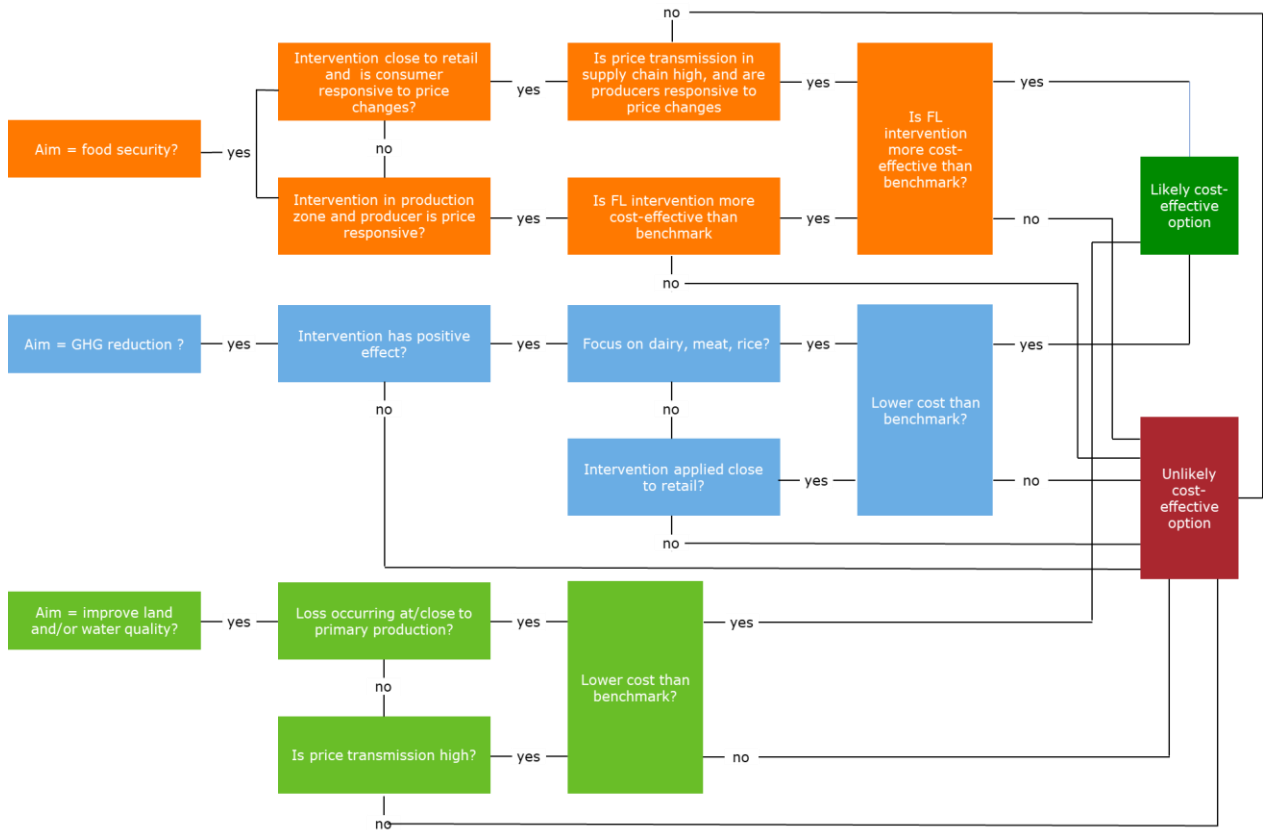 no
Intervention close to retail
and  is consumer
responsive to price
changes?
yes
Is price transmission in
supply chain high, and are
producers responsive to
price changes
yes
Is FL
intervention
more cost-
effective than
benchmark?
yes
Aim = food security?
yes
no
Intervention in production
zone and producer is price
responsive?
yes
Is FL intervention more
cost-effective than
benchmark
yes
no
no
Likely cost-
effective
option
Aim = GHG reduction ?
yes
Intervention has positive
effect?
yes
Focus on dairy, meat, rice?
yes
Lower cost than
benchmark?
yes
no
no
Intervention applied close
to retail?
yes
no
no
Unlikely
cost-
effective
option
Aim = improve land
and/or water quality?
yes
Loss occurring at/close to
primary production?
yes
Lower cost than
benchmark?
yes
no
Is price transmission high?
yes
no
no